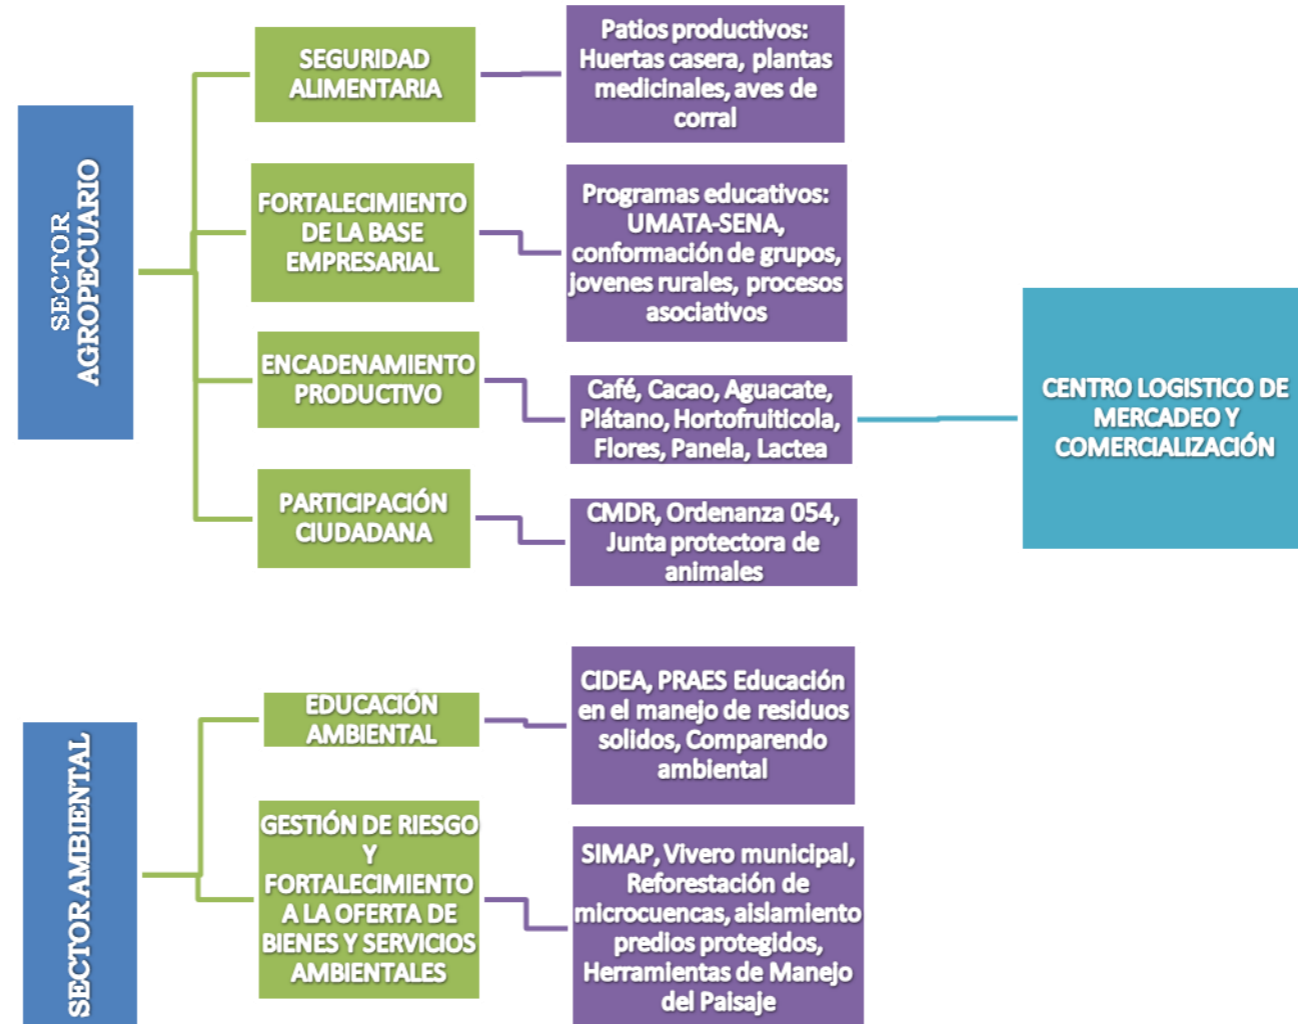 SECTOR
AGROPECUARIO
SEGURIDAD
ALIMENTARIA
Patios productivos:
Huertas casera, plantas
medicinales, aves de
corral
FORTALECIMIENTO
DE LA BASE
EMPRESARIAL
Programas educativos:
UMATA-SENA,
conformación de grupos,
jovenes rurales, procesos
asociativos
ENCADENAMIENTO
PRODUCTIVO
Café, Cacao, Aguacate,
Plátano, Hortofruiticola,
Flores, Panela, Lactea
CENTRO LOGISTICO DE
MERCADEO Y
COMERCIALIZACIÓN
PARTICIPACIÓN
CIUDADANA
CMDR, Ordenanza 054,
Junta protectora de
animales
SECTOR AMBIENTAL
EDUCACIÓN
AMBIENTAL
CIDEA, PRAES Educación
en el manejo de residuos
solidos, Comparendo
ambiental
GESTIÓN DE RIESGO
Y
FORTALECIMIENTO
A LA OFERTA DE
BIENES Y SERVICIOS
AMBIENTALES
SIMAP, Vivero municipal,
Reforestación de
microcuencas, aislamiento
predios protegidos,
Herramientas de Manejo
del Paisaje